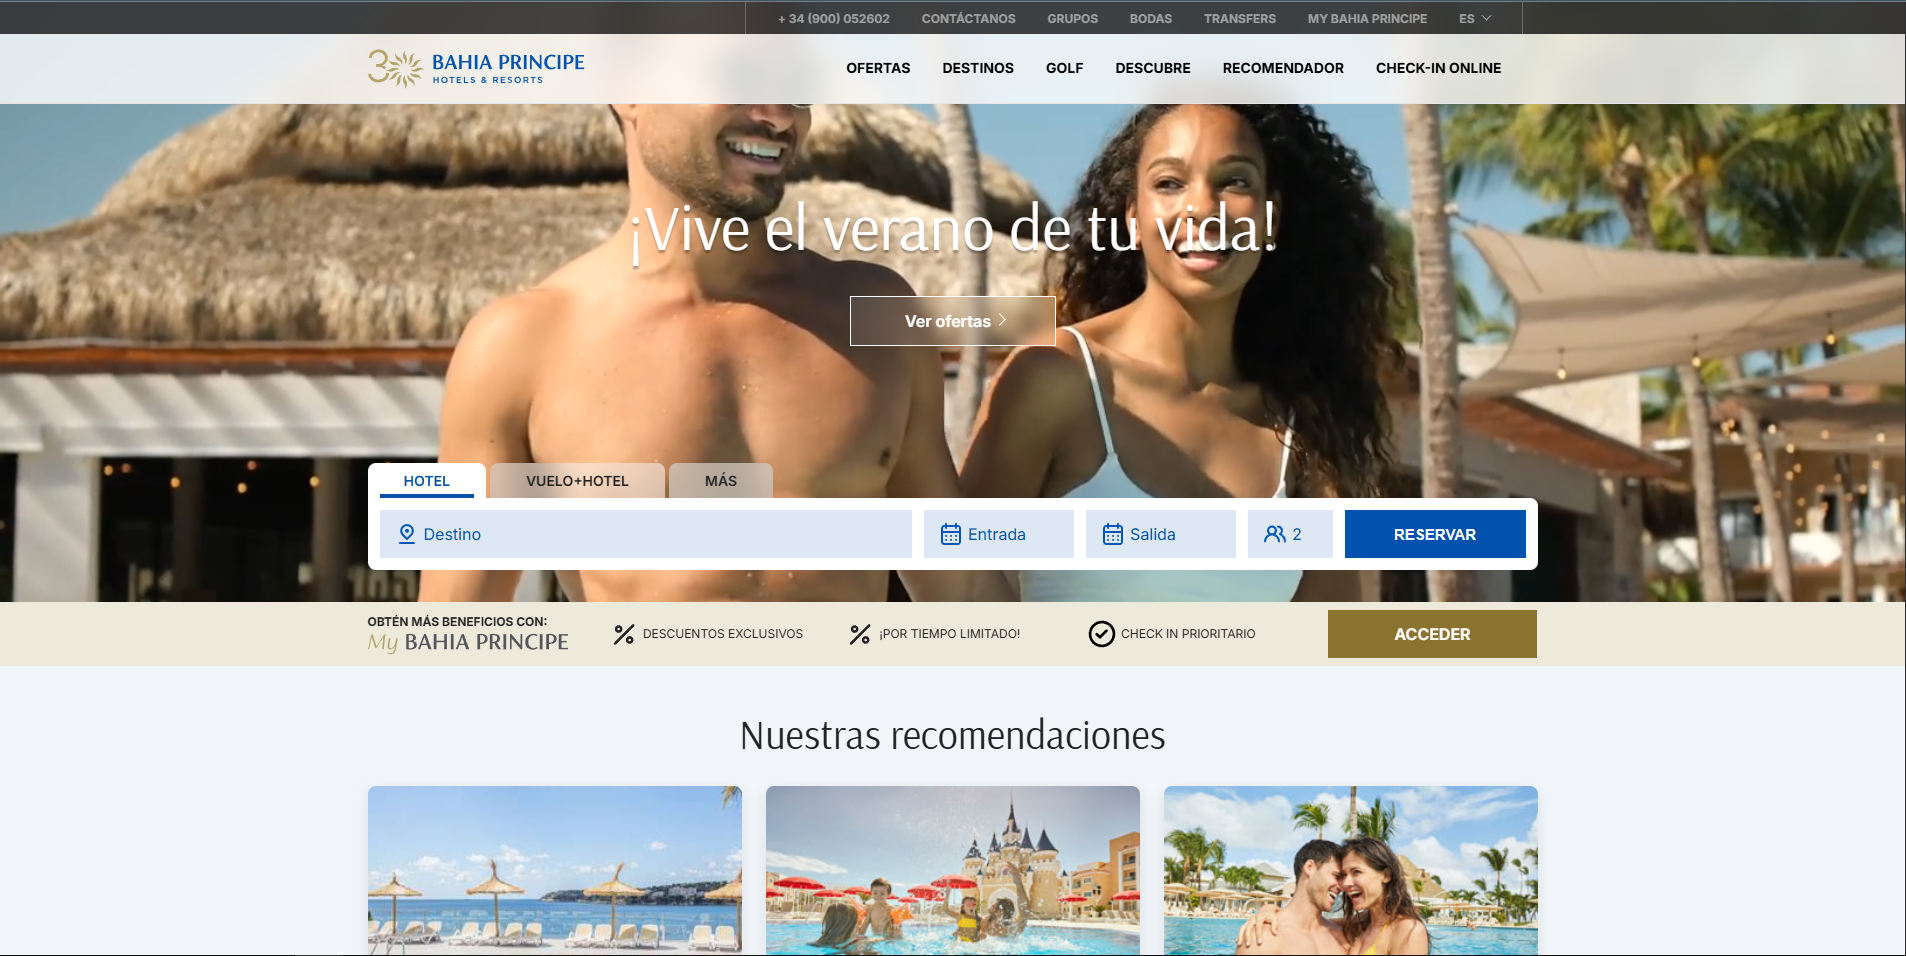 + 34 (900) 052602 CONTÁCTANOS GRUPOS BODAS TRANSFERS MY BAHIA PRINCIPE ES
30 BAHIA PRINCIPE
HOTELS & RESORTS
OFERTAS DESTINOS GOLF DESCUBRE RECOMENDADOR CHECK-IN ONLINE
¡Vive el verano de tu vida!
Ver ofertas
HOTEL VUELO+HOTEL MÁS
Destino Entrada Salida 2 RESERVAR
OBTÉN MÁS BENEFICIOS CON:
My BAHIA PRINCIPE
DESCUENTOS EXCLUSIVOS ¡POR TIEMPO LIMITADO! CHECK IN PRIORITARIO ACCEDER
Nuestras recomendaciones